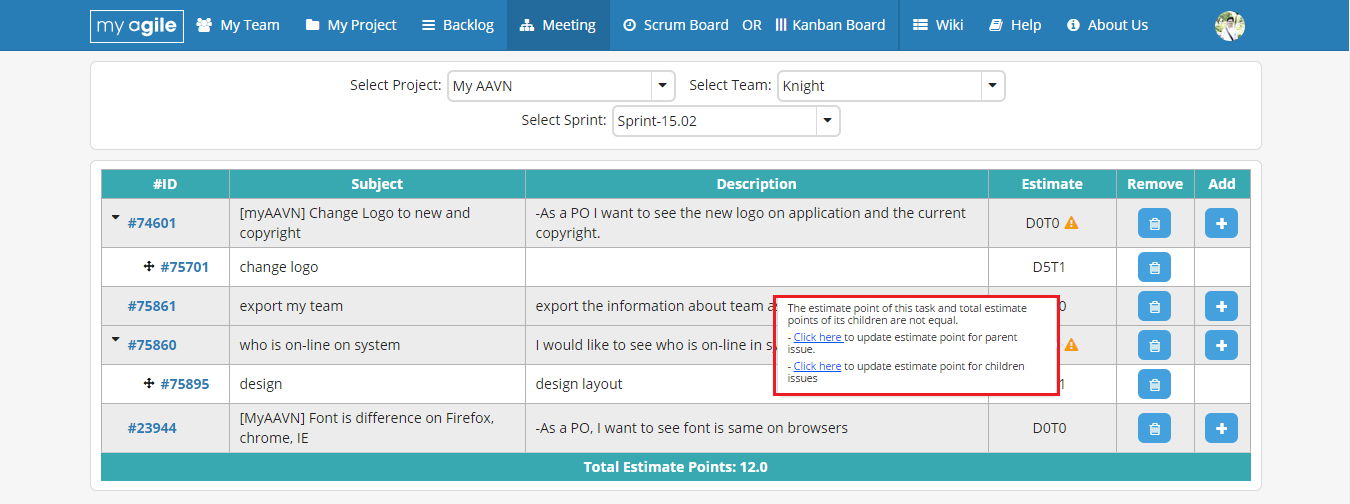 my agile My Team My Project Backlog Meeting Scrum Board OR Kanban Board Wiki Help About Us
Select Project: My AAVN Select Team: Knight
Select Sprint: Sprint-15.02
#ID Subject Description Estimate Remove Add
#74601 [myAAVN] Change Logo to new and copyright -As a PO I want to see the new logo on application and the current copyright. D0T0
#75701 change logo D5T1
#75861 export my team export the information about team
#75860 who is on-line on system I would like to see who is on-line in
The estimate point of this task and total estimate
points of its children are not equal.
- Click here to update estimate point for parent
issue.
- Click here to update estimate point for children
issues
#75895 design design layout
#23944 [MyAAVN] Font is difference on Firefox, chrome, IE -As a PO, I want to see font is same on browsers D0T0
Total Estimate Points: 12.0